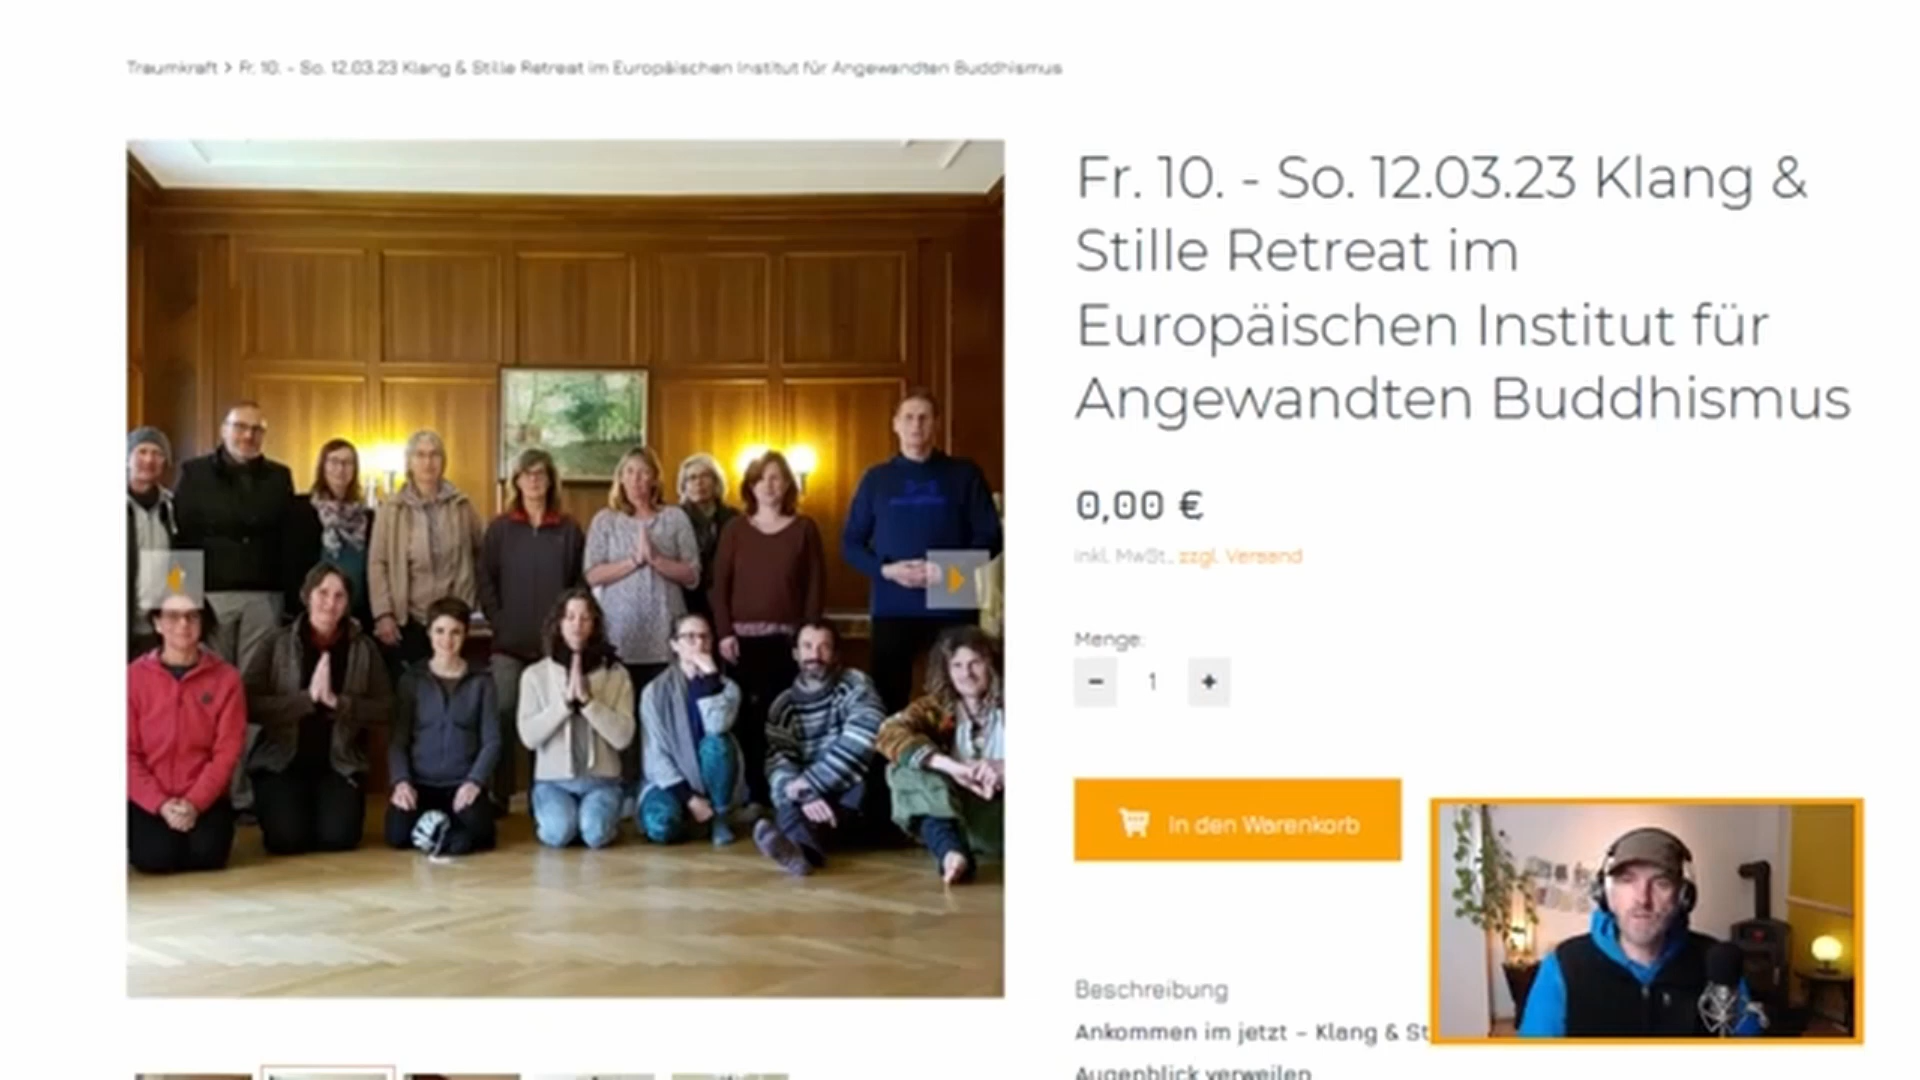 Traumkraft > Fr. 10. - So. 12.03.23 Klang & Stille Retreat im Europäischen Institut für Angewandten Buddhismus
Fr. 10. - So. 12.03.23 Klang &
Stille Retreat im
Europäischen Institut für
Angewandten Buddhismus
0,00 €
inkl. MwSt., zzgl. Versand
Menge:
- 1 +
In den Warenkorb
Beschreibung
Ankommen im jetzt – Klang & St
Augenblick verweilen